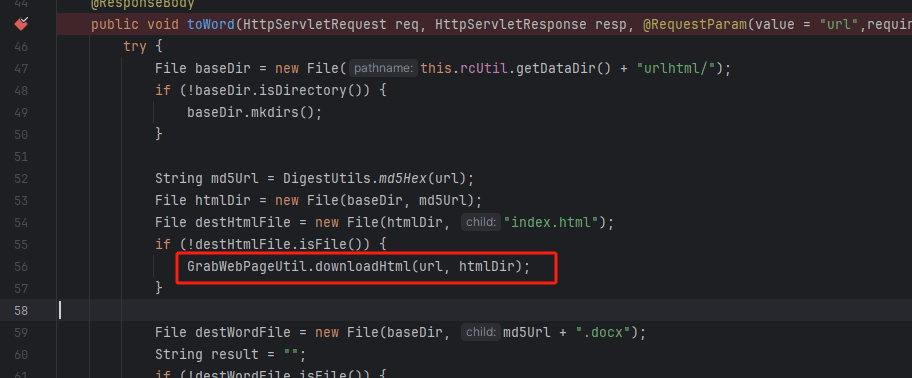 44 @ResponseBody
public void toWord(HttpServletRequest req, HttpServletResponse resp, @RequestParam(value = "url",requir
46 try {
47 File baseDir = new File( pathname: this.rcUtil.getDataDir() + "urlhtml/");
48 if (!baseDir.isDirectory()) {
49 baseDir.mkdirs();
50 }
51
52 String md5Url = DigestUtils.md5Hex(url);
53 File htmlDir = new File(baseDir, md5Url);
54 File destHtmlFile = new File(htmlDir, child: "index.html");
55 if (!destHtmlFile.isFile()) {
56 GrabWebPageUtil.downloadHtml(url, htmlDir);
57 }
58
59 File destWordFile = new File(baseDir, child: md5Url + ".docx");
60 String result = "";
61 if (!destWordFile.isFile()) {